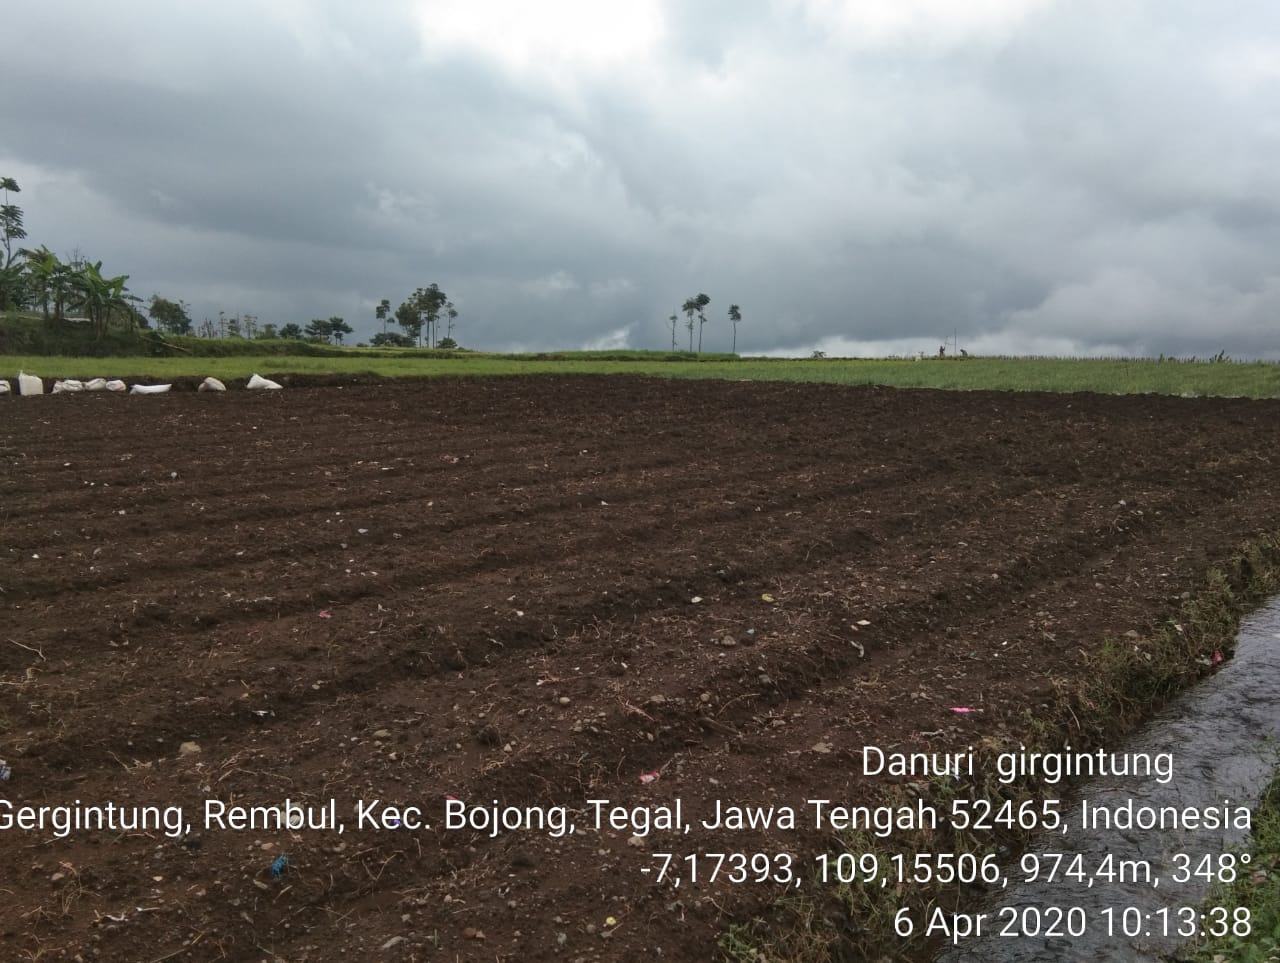 Danuri girgintung
Gergintung, Rembul, Kec. Bojong, Tegal, Jawa Tengah 52465, Indonesia
-7,17393, 109,15506, 974,4m, 348°
6 Apr 2020 10:13:38